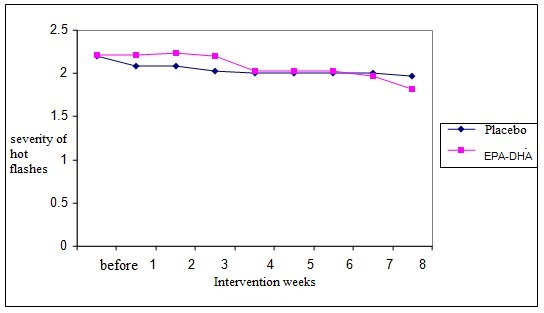 2.5
2
1.5
1
0.5
0
severity of
hot
flashes
before 1 2 3 4 5 6 7 8
Intervention weeks
Placebo
EPA-DHA